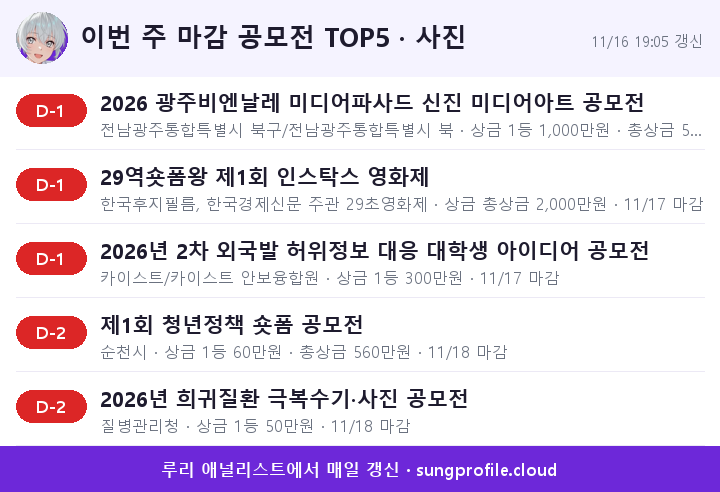 이번 주 마감 공모전 TOP5 · 사진
11/16 19:05 갱신
D-1
2026 광주비엔날레 미디어파사드 신진 미디어아트 공모전
전남광주통합특별시 북구/전남광주통합특별시 북 · 상금 1등 1,000만원 · 총상금 5...
D-1
29역숏폼왕 제1회 인스탁스 영화제
한국후지필름, 한국경제신문 주관 29초영화제 · 상금 총상금 2,000만원 · 11/17 마감
D-1
2026년 2차 외국발 허위정보 대응 대학생 아이디어 공모전
카이스트/카이스트 안보융합원 · 상금 1등 300만원 · 11/17 마감
D-2
제1회 청년정책 숏폼 공모전
순천시 · 상금 1등 60만원 · 총상금 560만원 · 11/18 마감
D-2
2026년 희귀질환 극복수기·사진 공모전
질병관리청 · 상금 1등 50만원 · 11/18 마감
루리 애널리스트에서 매일 갱신 · sungprofile.cloud